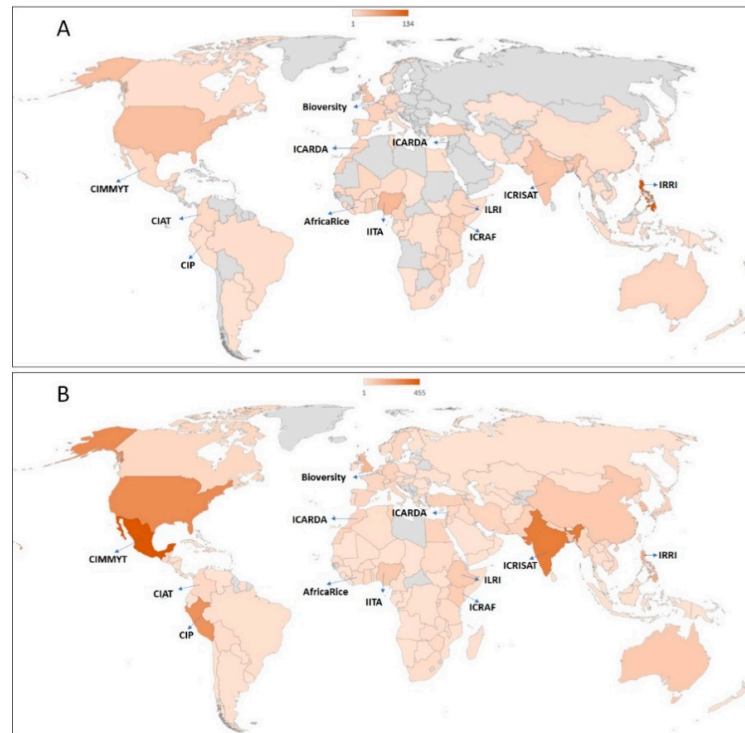 A
1 134
Bioversity
ICARDA
ICARDA
CIMMYT
IRRI
ICRISAT
CIAT
AfricaRice
ILRI
IITA
ICRAF
CIP
B
1 455
Bioversity
ICARDA
ICARDA
CIMMYT
IRRI
ICRISAT
CIAT
AfricaRice
ILRI
IITA
ICRAF
CIP